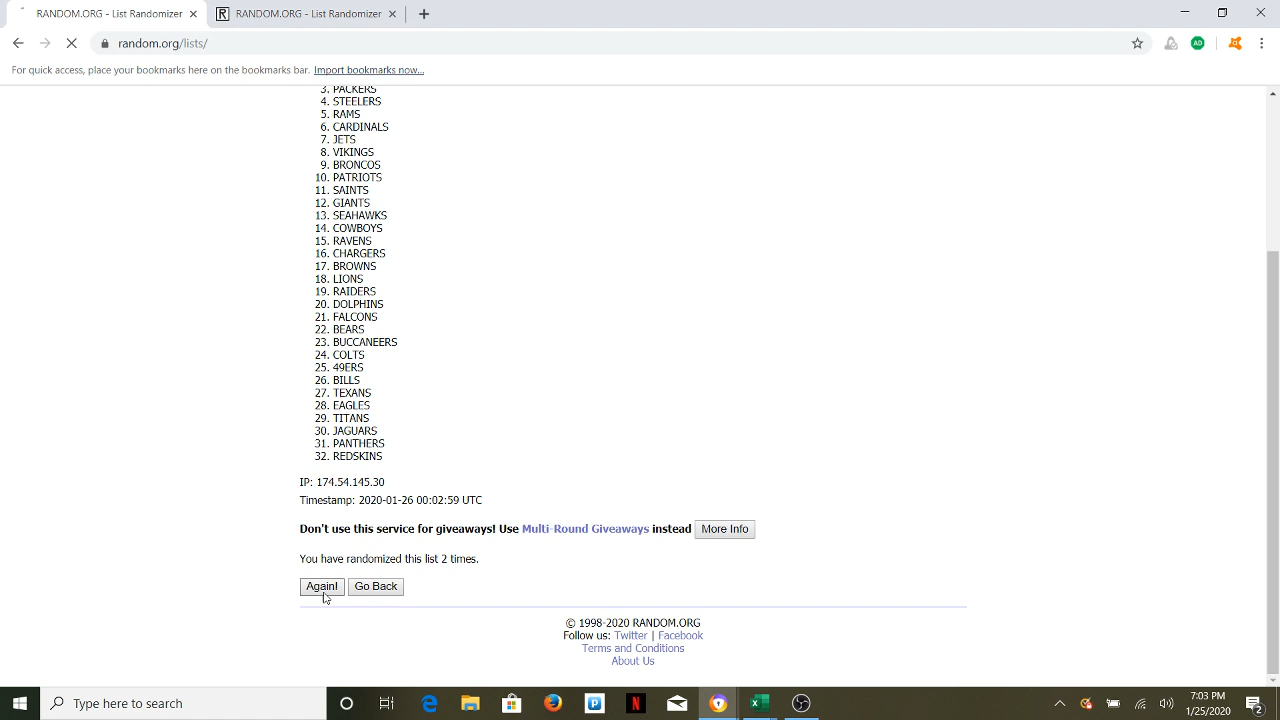 RANDOM.ORG - List Randomizer
RANDOM.ORG - List Randomizer
random.org/lists/
AD
For quick access, place your bookmarks here on the bookmarks bar. Import bookmarks now...
3. PACKERS
4. STEELERS
5. RAMS
6. CARDINALS
7. JETS
8. VIKINGS
9. BRONCOS
10. PATRIOTS
11. SAINTS
12. GIANTS
13. SEAHAWKS
14. COWBOYS
15. RAVENS
16. CHARGERS
17. BROWNS
18. LIONS
19. RAIDERS
20. DOLPHINS
21. FALCONS
22. BEARS
23. BUCCANEERS
24. COLTS
25. 49ERS
26. BILLS
27. TEXANS
28. EAGLES
29. TITANS
30. JAGUARS
31. PANTHERS
32. REDSKINS
IP: 174.54.145.30
Timestamp: 2020-01-26 00:02:59 UTC
Don't use this service for giveaways! Use Multi-Round Giveaways instead More Info
You have randomized this list 2 times.
Again! Go Back
© 1998-2020 RANDOM.ORG
Follow us: Twitter | Facebook
Terms and Conditions
About Us
Type here to search
7:03 PM
1/25/2020
2